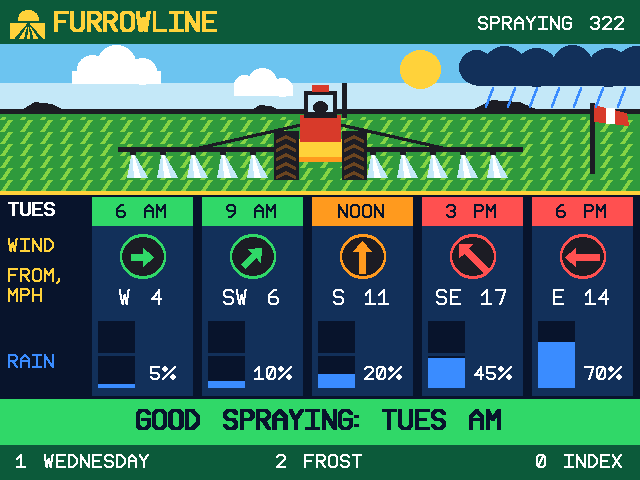 FURROWLINE
SPRAYING 322
TUES 6 AM 9 AM NOON 3 PM 6 PM
WIND
FROM,
MPH
W 4 SW 6 S 11 SE 17 E 14
RAIN 5% 10% 20% 45% 70%
GOOD SPRAYING: TUES AM
1 WEDNESDAY 2 FROST 0 INDEX